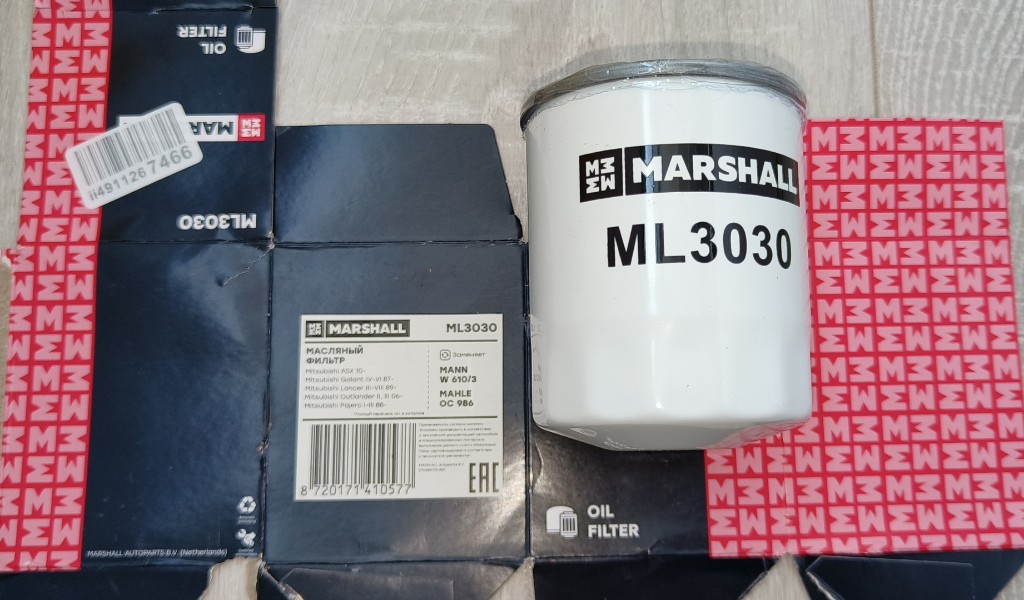 OIL
FILTER
MARSHALL
li4911267466
ML3030
MARSHALL
ML3030
MARSHALL ML3030
МАСЛЯНЫЙ
ФИЛЬТР
Mitsubishi ASX 10-
Mitsubishi Galant IV-VI 87-
Mitsubishi Lancer III-VIII 89-
Mitsubishi Outlander II, III 06-
Mitsubishi Pajero I-III 86-
Заменяет
MANN
W 610/3
MAHLE
OC 986
8 720171 410577
EAC
MARSHALL AUTOPARTS B.V. (Netherlands)
OIL
FILTER